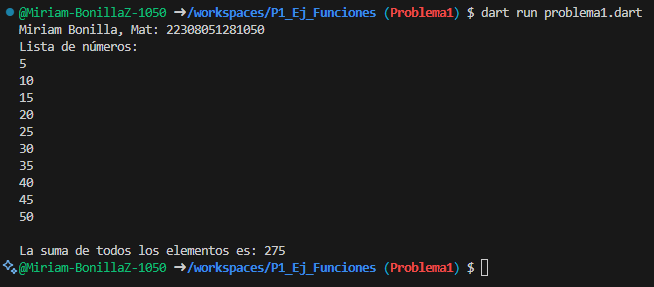 @Miriam-BonillaZ-1050 ➜/workspaces/P1_Ej_Funciones (Problema1) $ dart run problema1.dart
Miriam Bonilla, Mat: 22308051281050
Lista de números:
5
10
15
20
25
30
35
40
45
50
La suma de todos los elementos es: 275
@Miriam-BonillaZ-1050 ➜/workspaces/P1_Ej_Funciones (Problema1) $